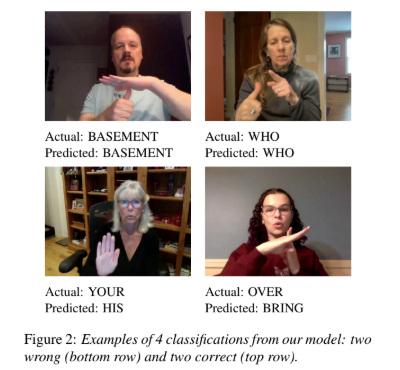 Actual: BASEMENT
Predicted: BASEMENT
Actual: WHO
Predicted: WHO
Actual: YOUR
Predicted: HIS
Actual: OVER
Predicted: BRING
Figure 2: Examples of 4 classifications from our model: two
wrong (bottom row) and two correct (top row).